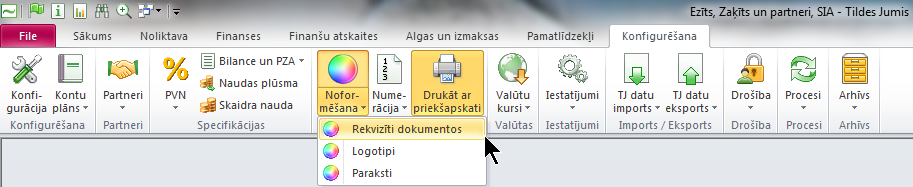 Ezīts, Zaķīts un partneri, SIA - Tildes Jumis
File Sākums Noliktava Finanses Finanšu atskaites Algas un izmaksas Pamatlīdzekļi Konfigurēšana
Konfi-
gurācija
Kontu
plāns
Konfigurēšana
Partneri
Partneri
PVN
Bilance un PZA
Naudas plūsma
Skaidra nauda
Specifikācijas
Nofor-
mēšana
1
2
3
Nume-
rācija
Drukāt ar
priekšapskati
Valūtu
kursi
Valūtas
Iestatījumi
Iestatījumi
TJ datu
imports
TJ datu
eksports
Imports / Eksports
Drošība
Drošība
Procesi
Procesi
Arhīvs
Arhīvs
Rekvizīti dokumentos
Logotipi
Paraksti